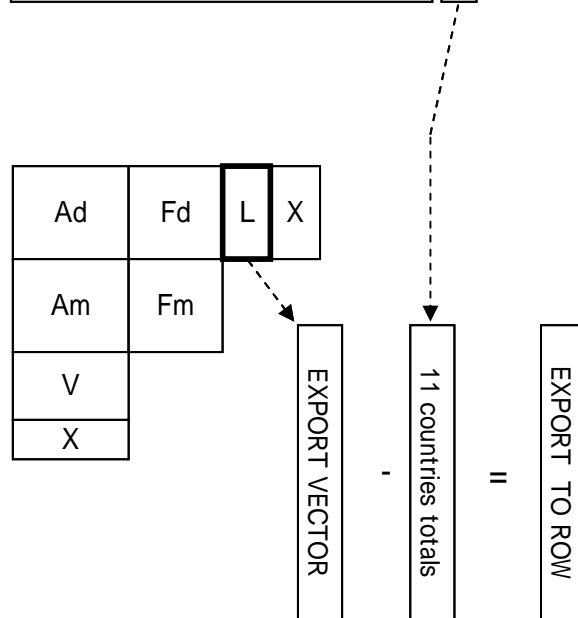 Ad Fd L X
Am Fm
V
X
EXPORT VECTOR
-
11 countries totals
=
EXPORT TO ROW